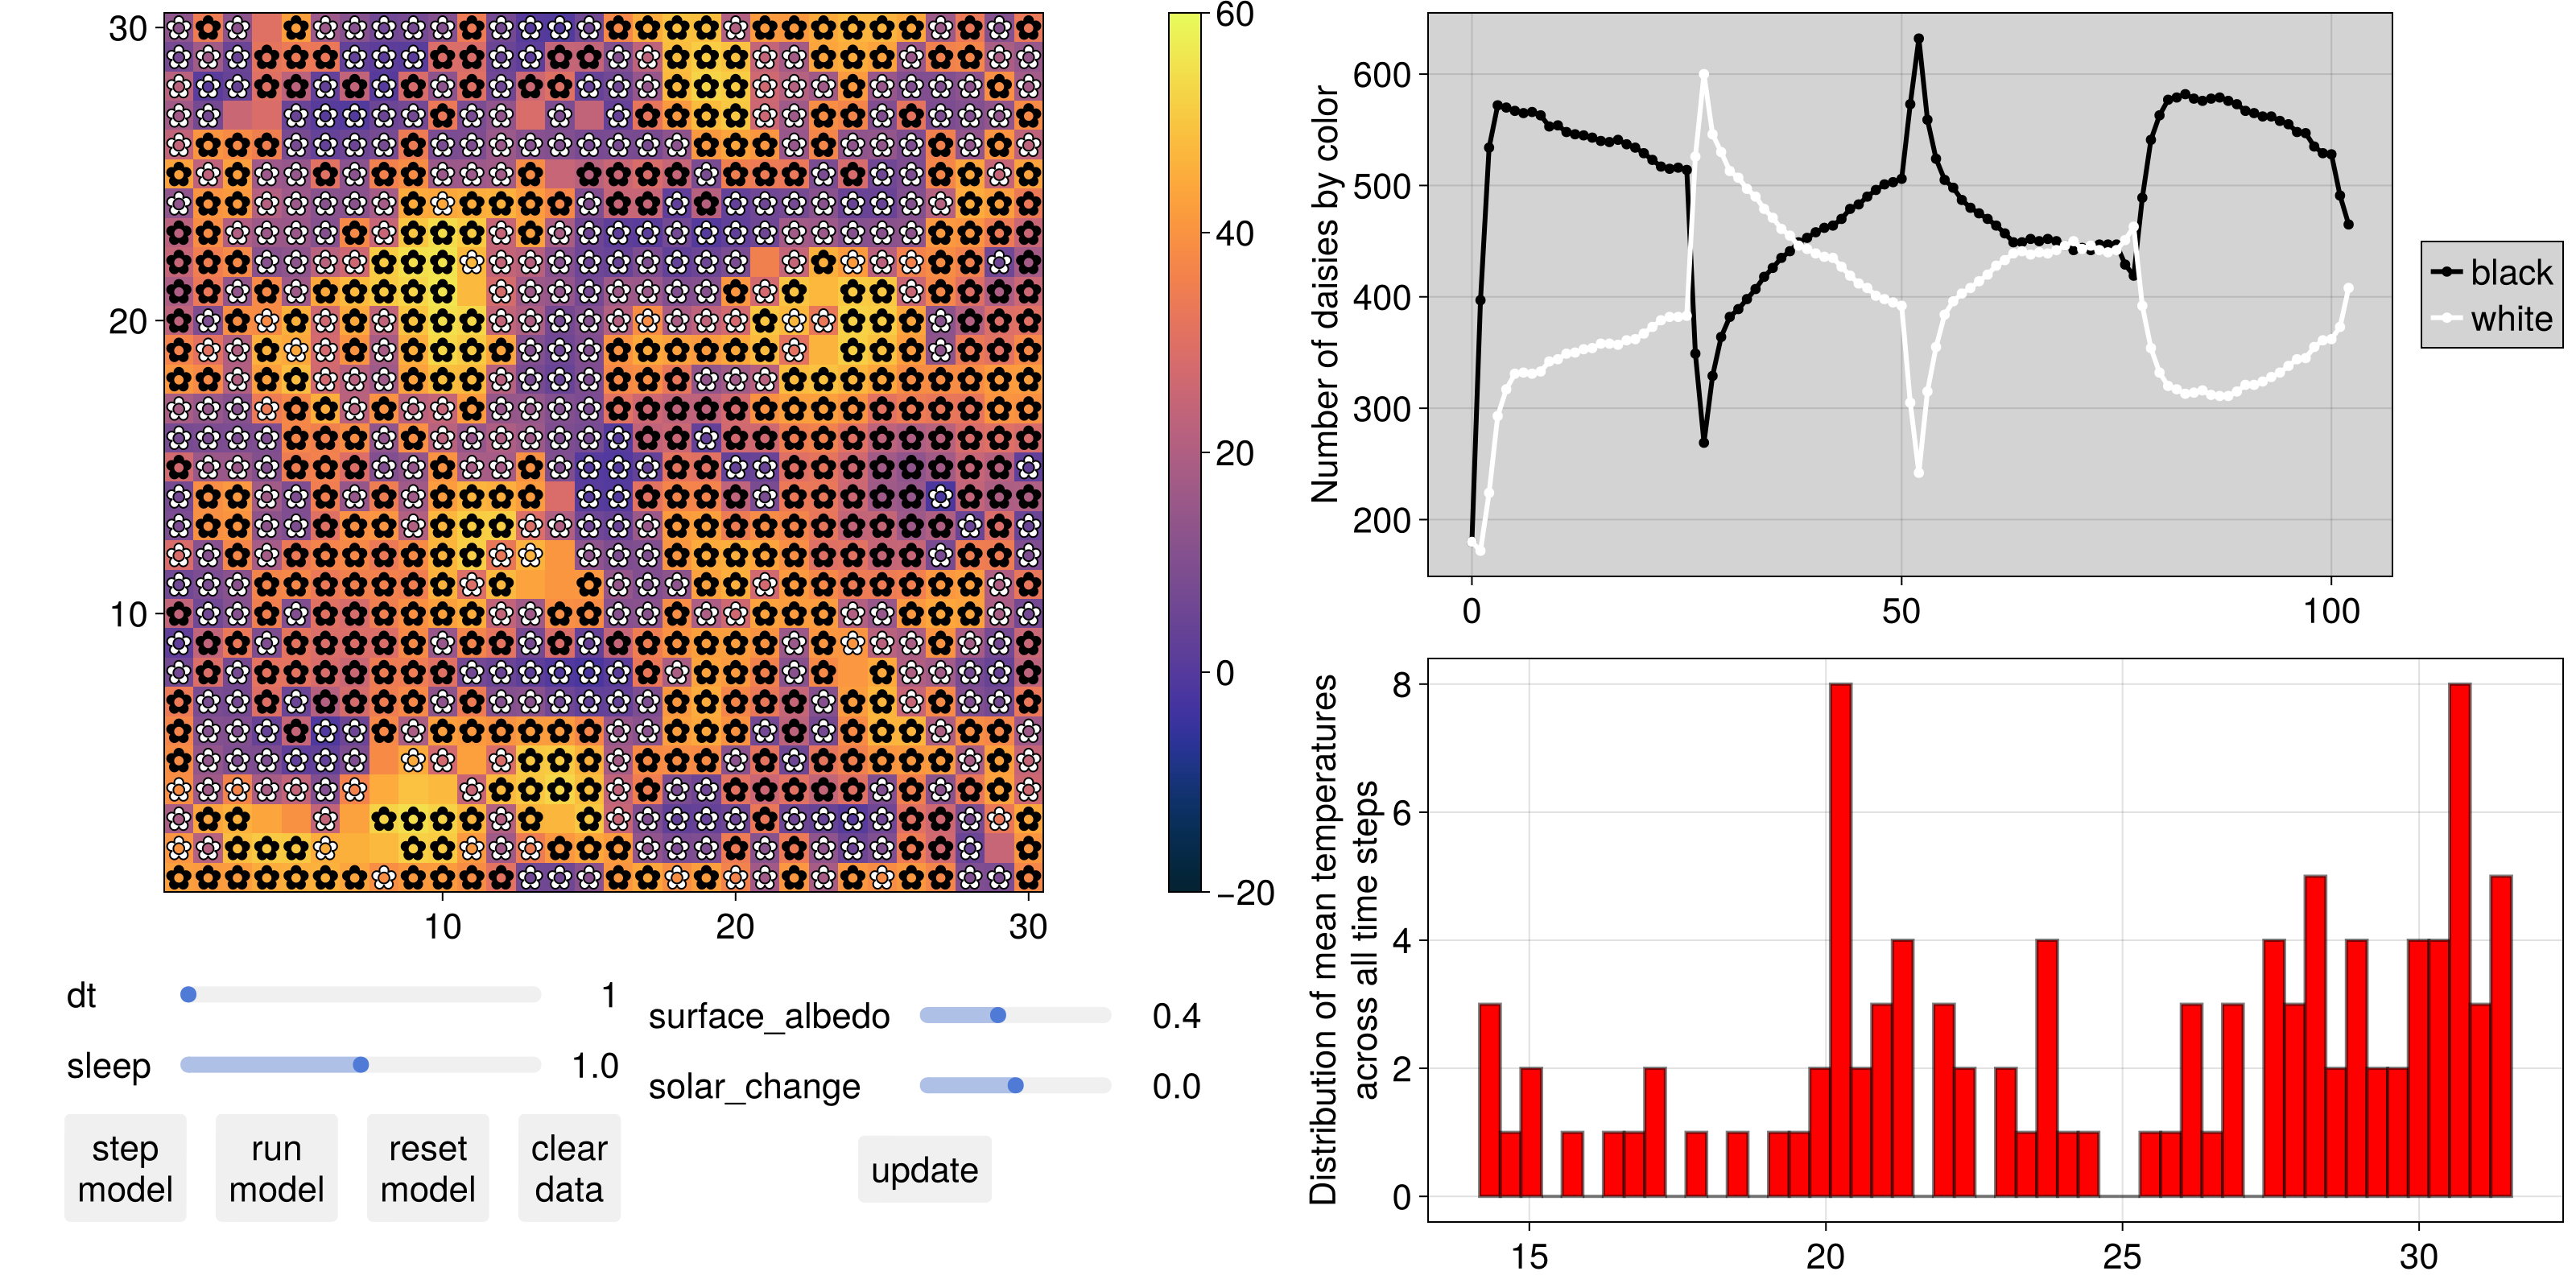 30
20
10
10
20
30
60
40
20
0
−20
Number of daisies by color
600
500
400
300
200
0
50
100
black
white
Distribution of mean temperatures
across all time steps
8
6
4
2
0
15
20
25
30
dt
1
sleep
1.0
surface_albedo
0.4
solar_change
0.0
step
model
run
model
reset
model
clear
data
update